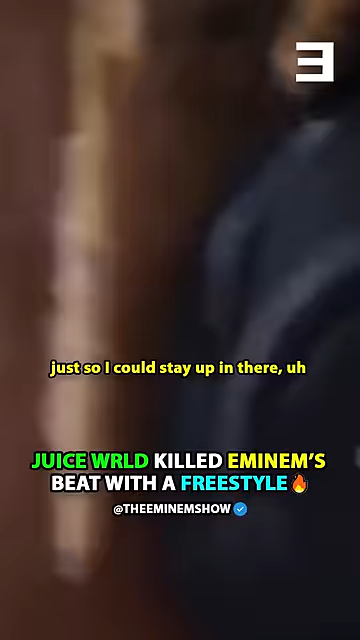 just so I could stay up in there, uh
JUICE WRLD KILLED EMINEM'S
BEAT WITH A FREESTYLE🔥
@THEEMINEMSHOW